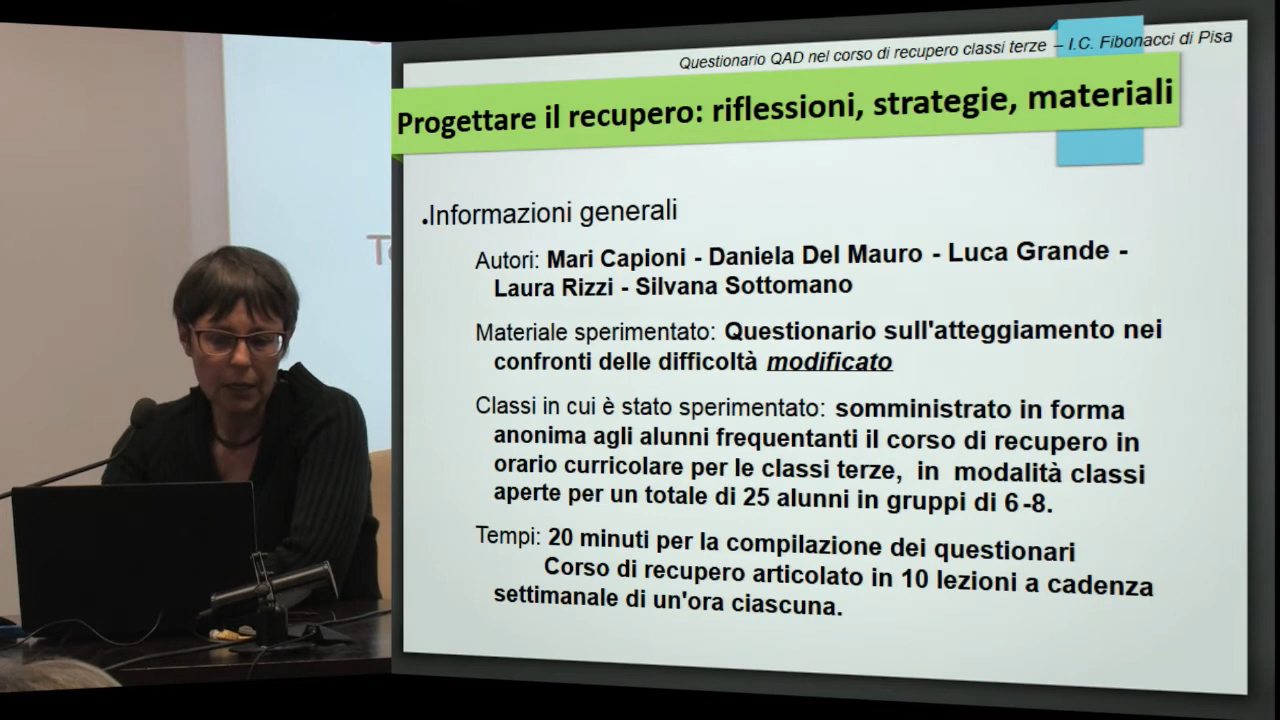 Questionario QAD nel corso di recupero classi terze – I.C. Fibonacci di Pisa
Progettare il recupero: riflessioni, strategie, materiali
.Informazioni generali
Autori: Mari Capioni - Daniela Del Mauro - Luca Grande -
Laura Rizzi - Silvana Sottomano
Materiale sperimentato: Questionario sull'atteggiamento nei
confronti delle difficoltà modificato
Classi in cui è stato sperimentato: somministrato in forma
anonima agli alunni frequentanti il corso di recupero in
orario curricolare per le classi terze, in modalità classi
aperte per un totale di 25 alunni in gruppi di 6-8.
Tempi: 20 minuti per la compilazione dei questionari
Corso di recupero articolato in 10 lezioni a cadenza
settimanale di un'ora ciascuna.